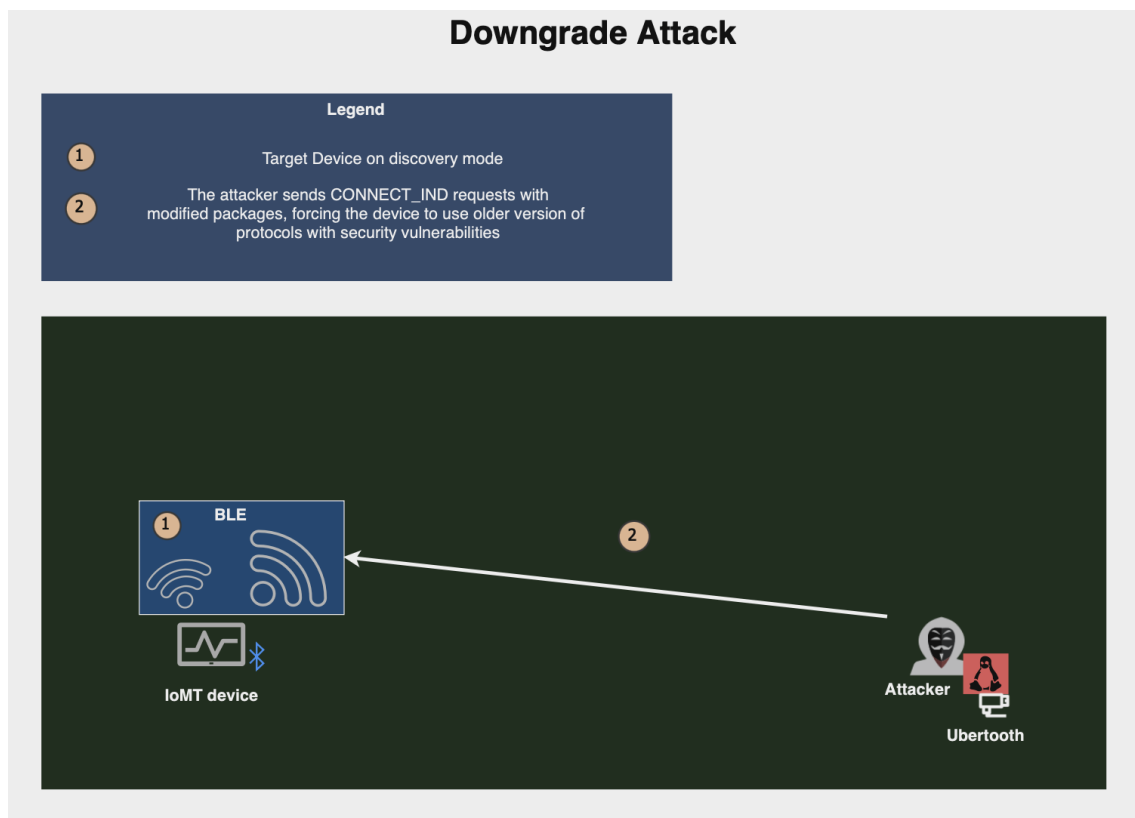 Downgrade Attack
Legend
1
Target Device on discovery mode
2
The attacker sends CONNECT_IND requests with
modified packages, forcing the device to use older version of
protocols with security vulnerabilities
1
BLE
2
IoMT device
Attacker
Ubertooth